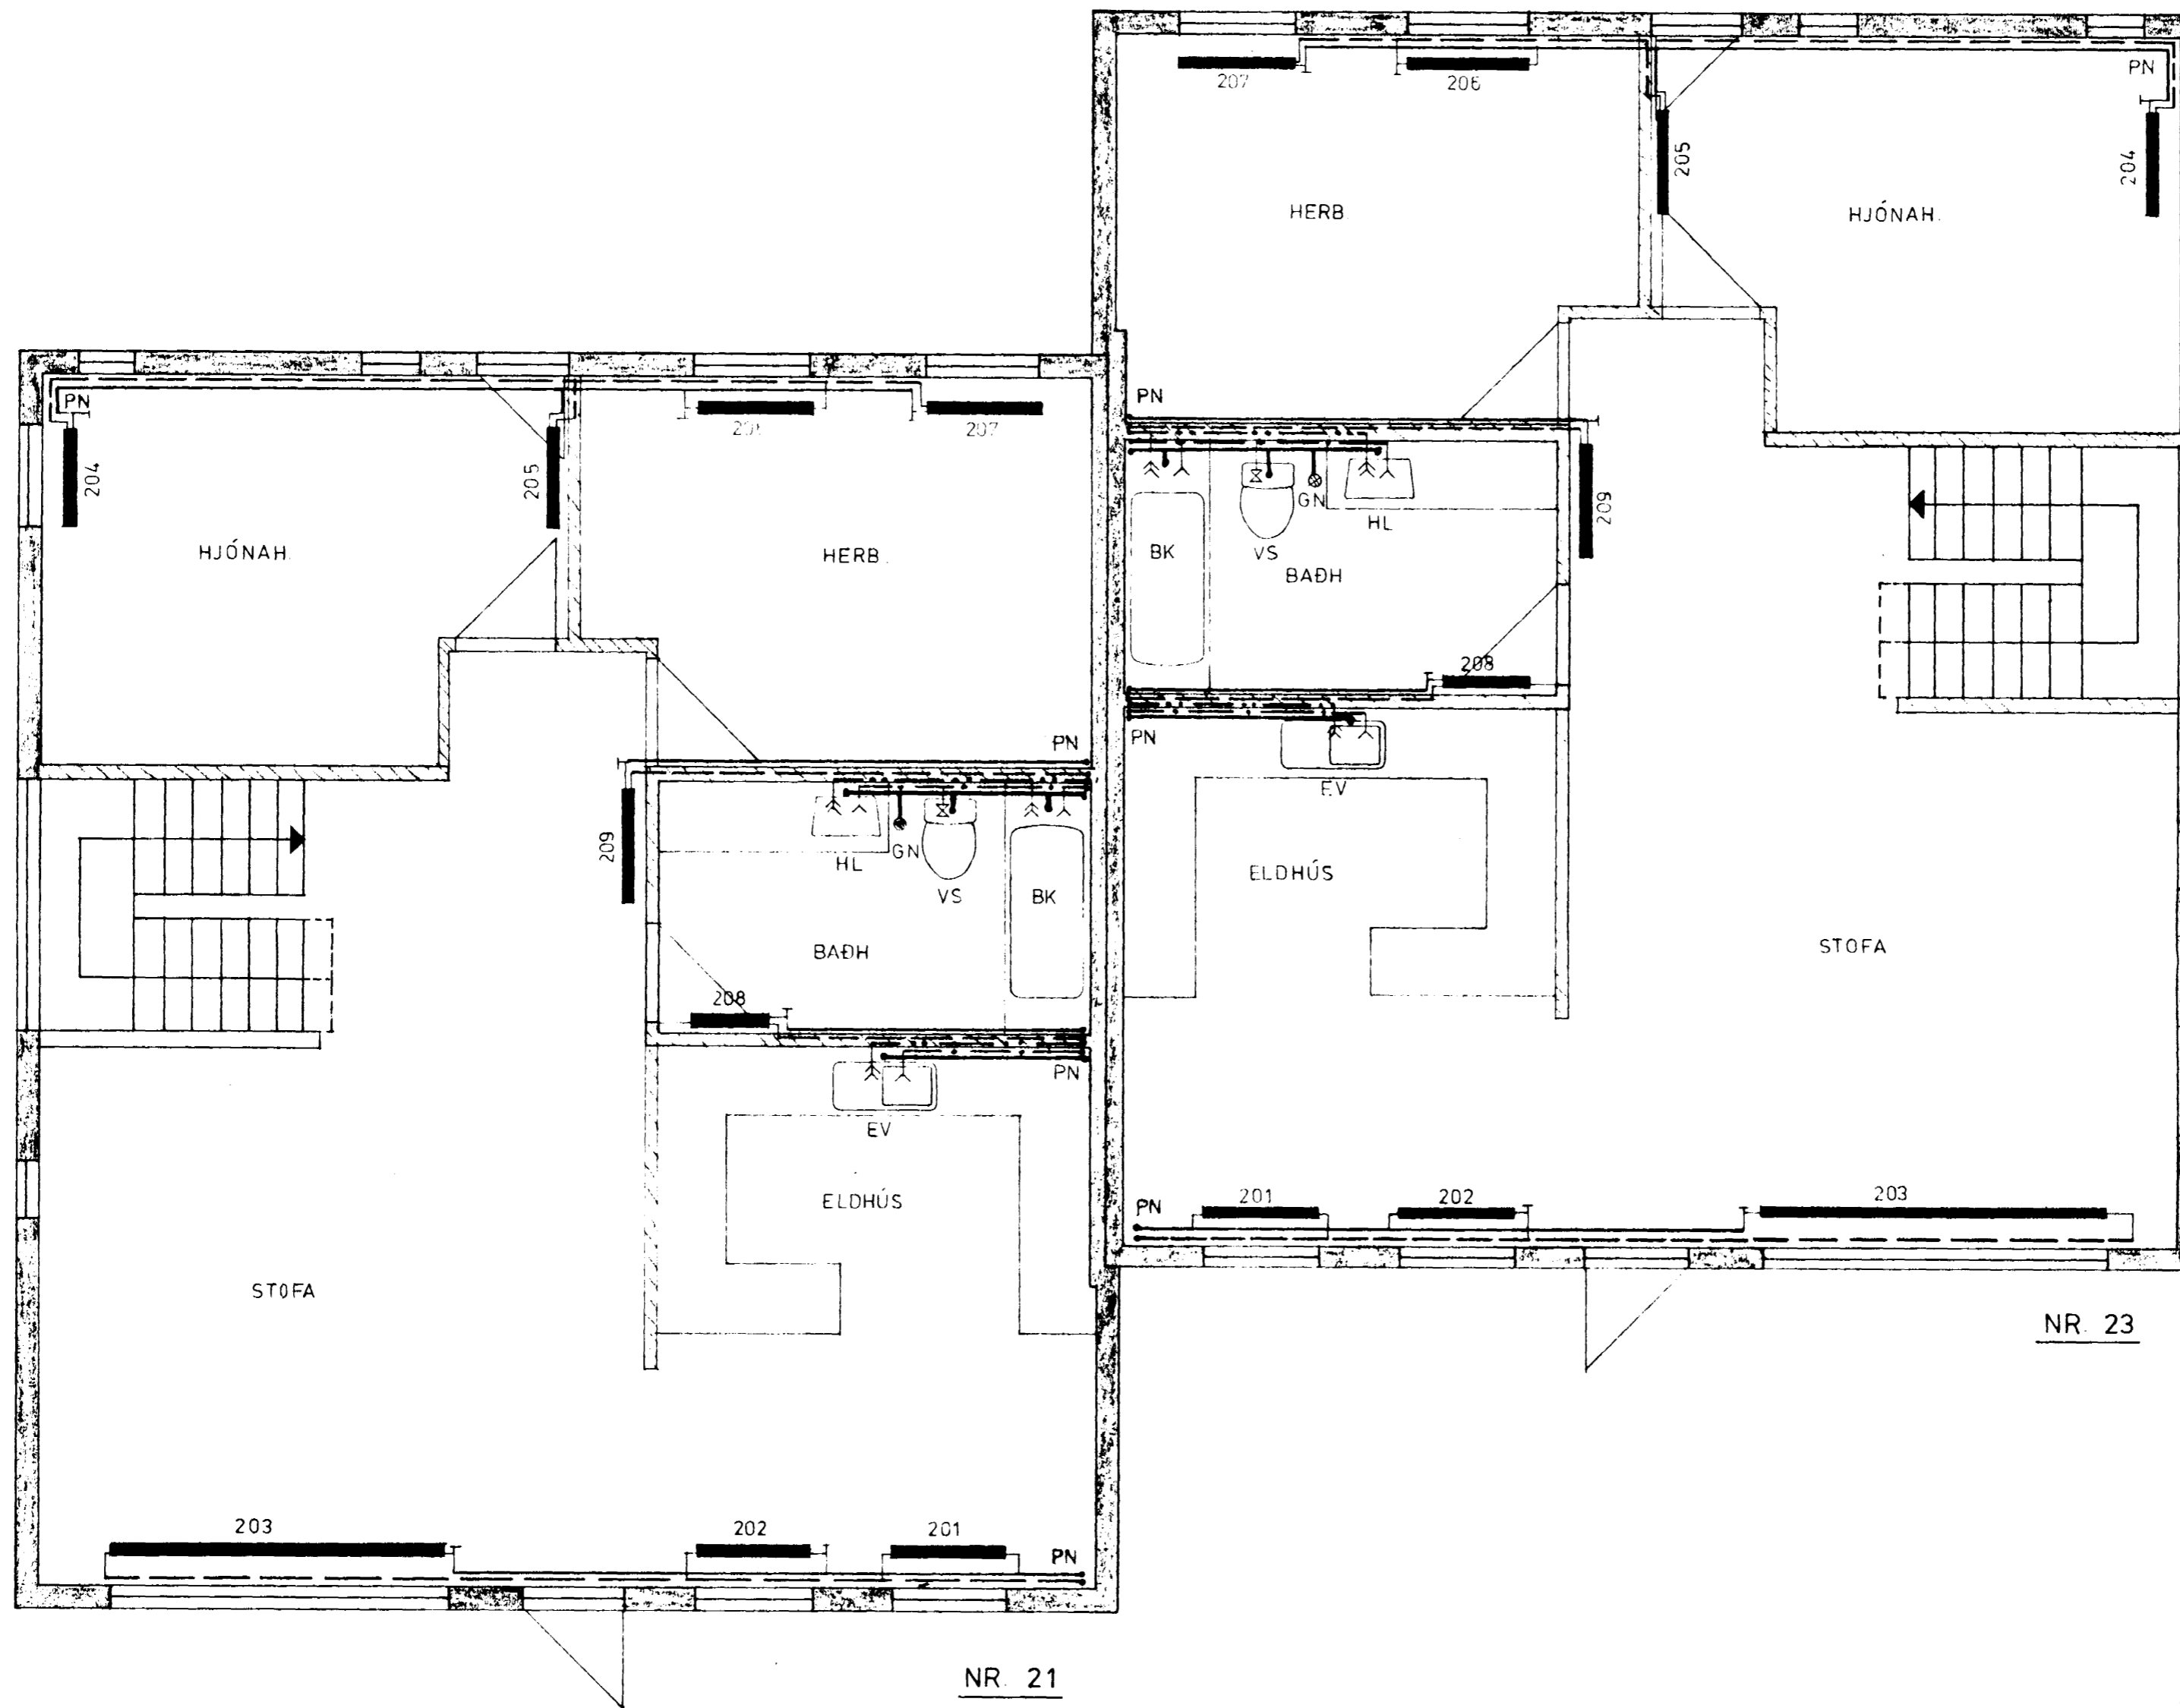 207
206
PN
205
204
HERB.
HJÓNAH.
PN
PN
207
204
205
209
GN
HL
BK
VS
HJÓNAH.
HERB.
BAÐH
208
PN
PN
EV
209
HL
GN
VS
BK
ELDHÚS
BAÐH
STOFA
208
PN
EV
ELDHÚS
PN
201
202
203
STOFA
NR. 23
203
202
201
PN
NR. 21